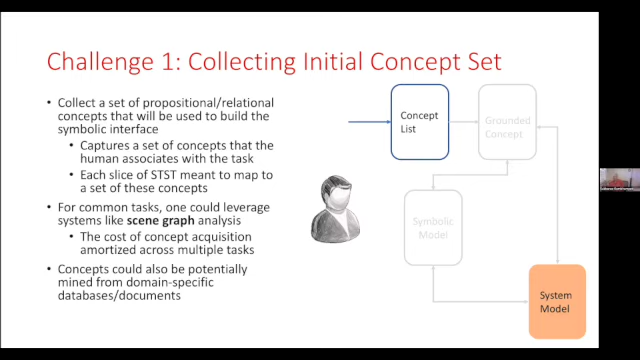 Challenge 1: Collecting Initial Concept Set
• Collect a set of propositional/relational
concepts that will be used to build the
symbolic interface
• Captures a set of concepts that the
human associates with the task
• Each slice of STST meant to map to
a set of these concepts
• For common tasks, one could leverage
systems like scene graph analysis
• The cost of concept acquisition
amortized across multiple tasks
• Concepts could also be potentially
mined from domain-specific
databases/documents
Concept
List
Grounded
Concept
Symbolic
Model
System
Model